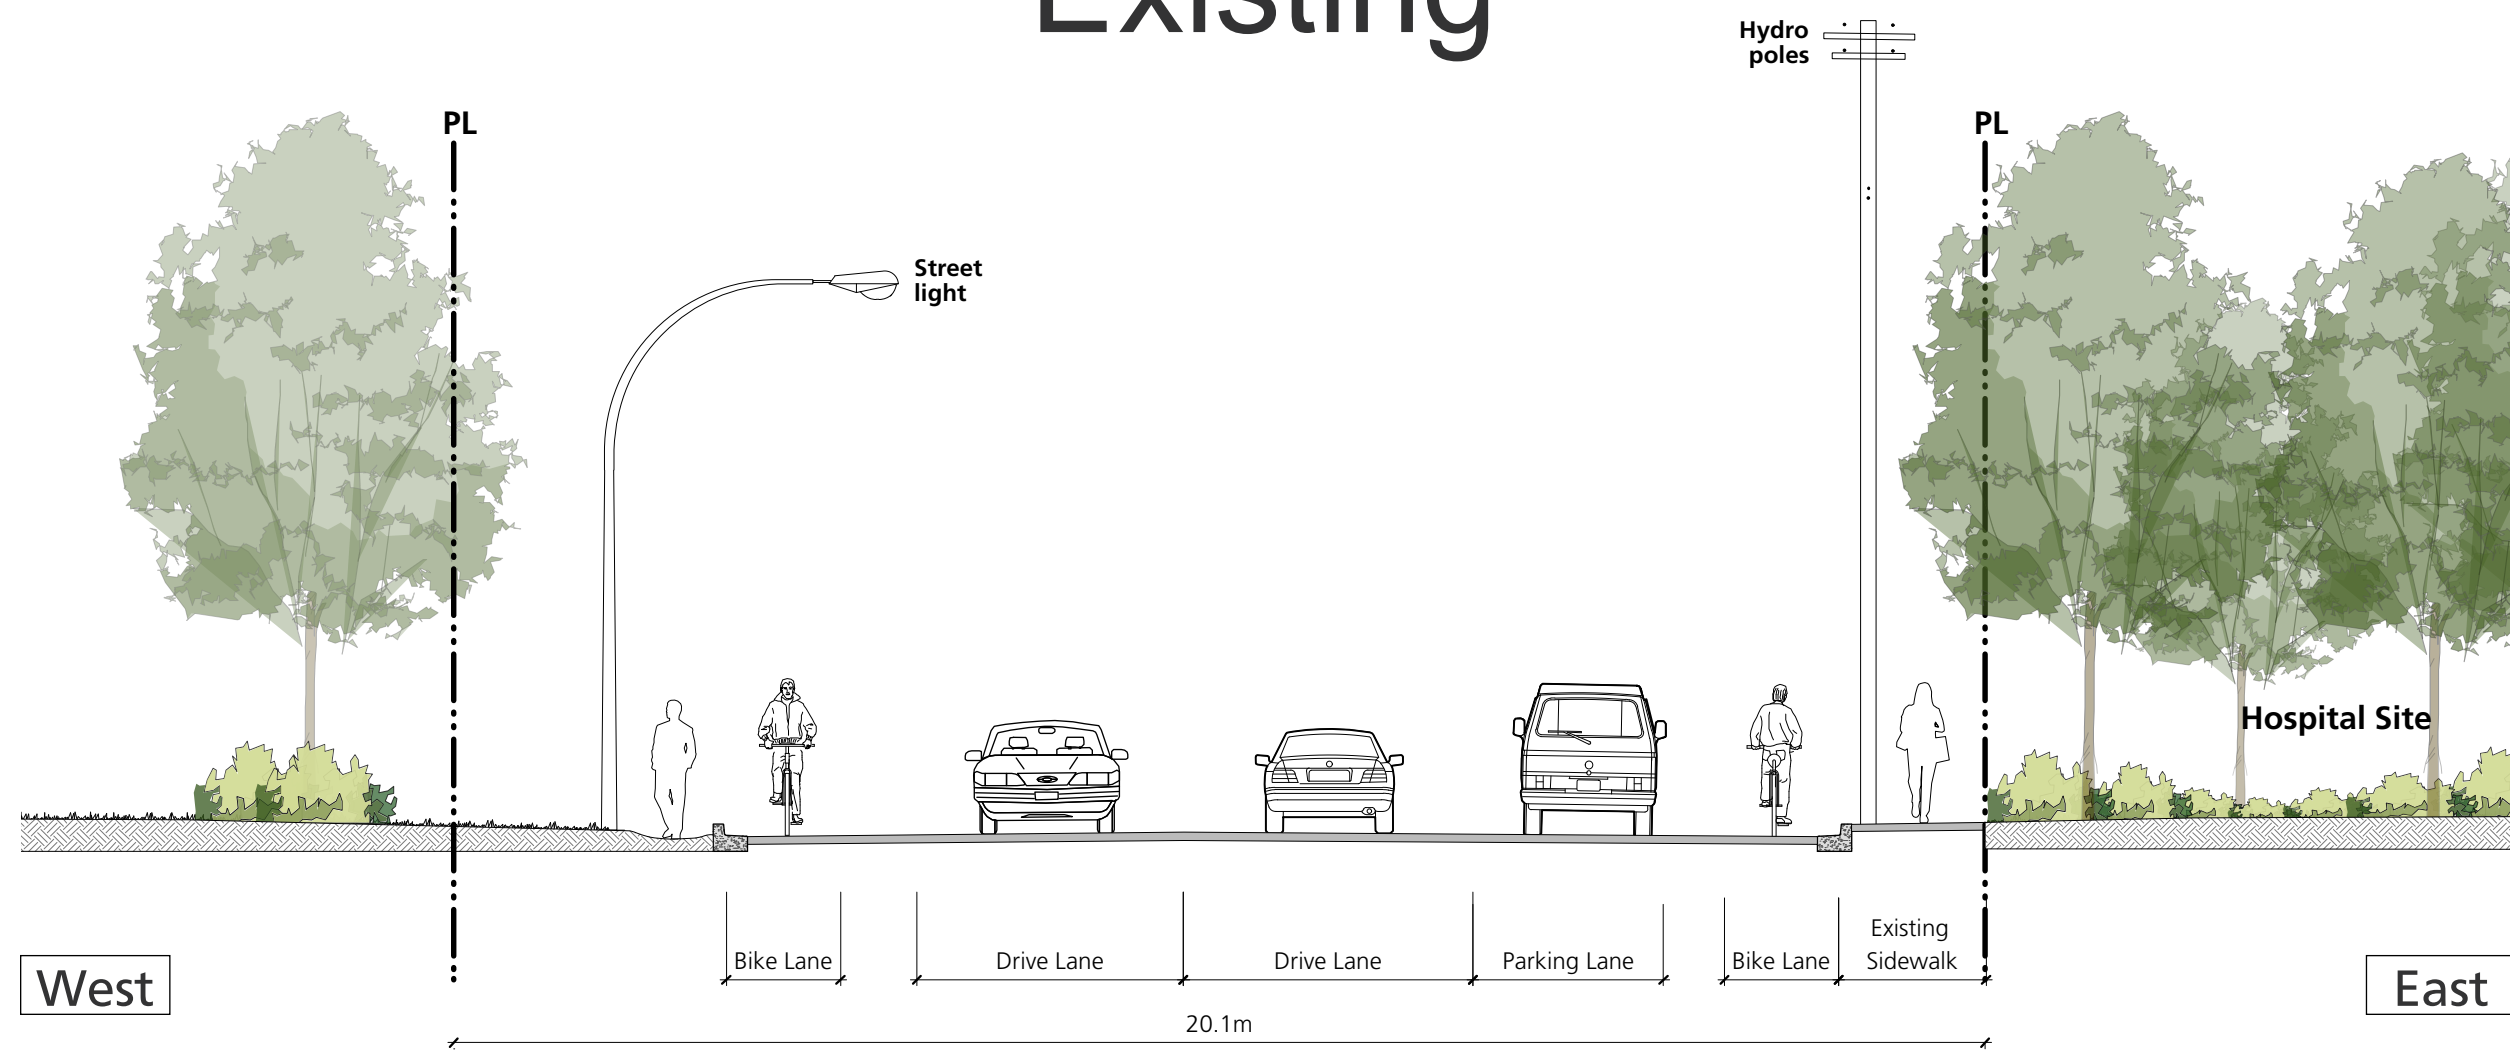 Existing
Hydro
poles
PL
PL
Street
light
Hospital Site
Existing
Bike Lane
Drive Lane
Drive Lane
Parking Lane
Bike Lane
Sidewalk
West
East
20.1m